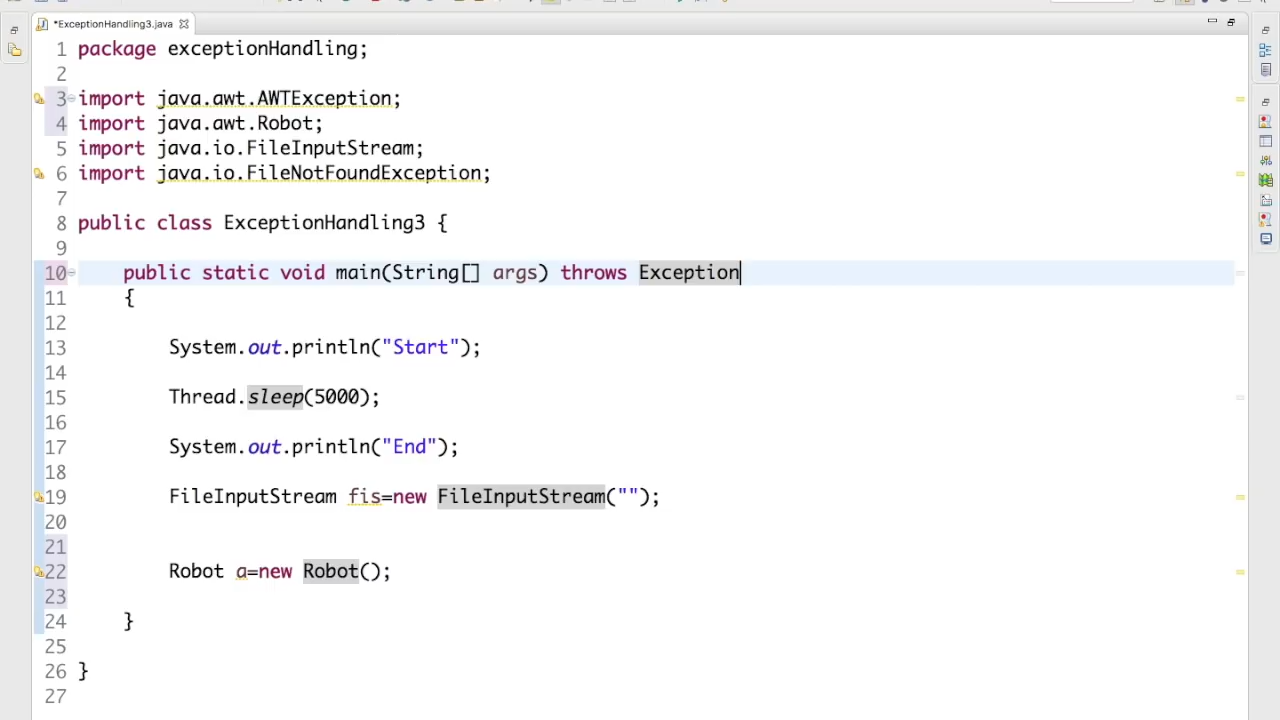 *ExceptionHandling3.java
1 package exceptionHandling;
2
3 import java.awt.AWTException;
4 import java.awt.Robot;
5 import java.io.FileInputStream;
6 import java.io.FileNotFoundException;
7
8 public class ExceptionHandling3 {
9
10 public static void main(String[] args) throws Exception
11 {
12
13 System.out.println("Start");
14
15 Thread.sleep(5000);
16
17 System.out.println("End");
18
19 FileInputStream fis=new FileInputStream("");
20
21
22 Robot a=new Robot();
23
24 }
25
26 }
27